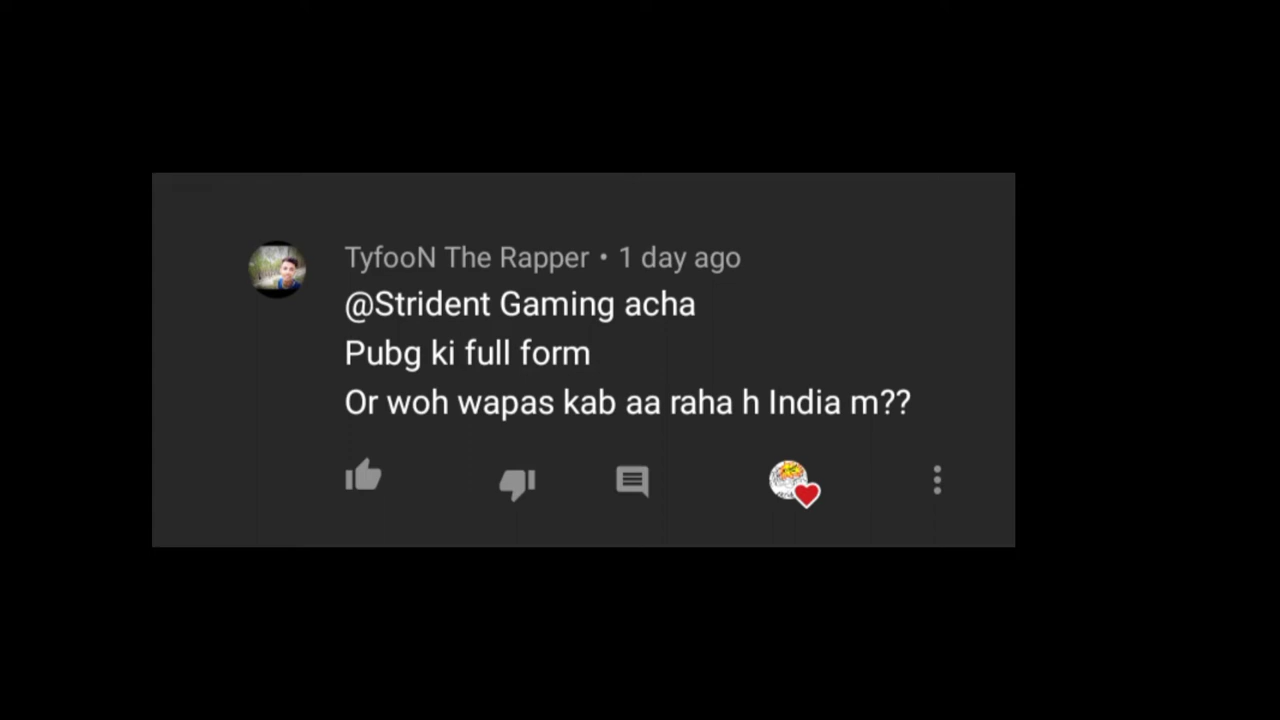 TyfooN The Rapper • 1 day ago
@Strident Gaming acha
Pubg ki full form
Or woh wapas kab aa raha h India m??